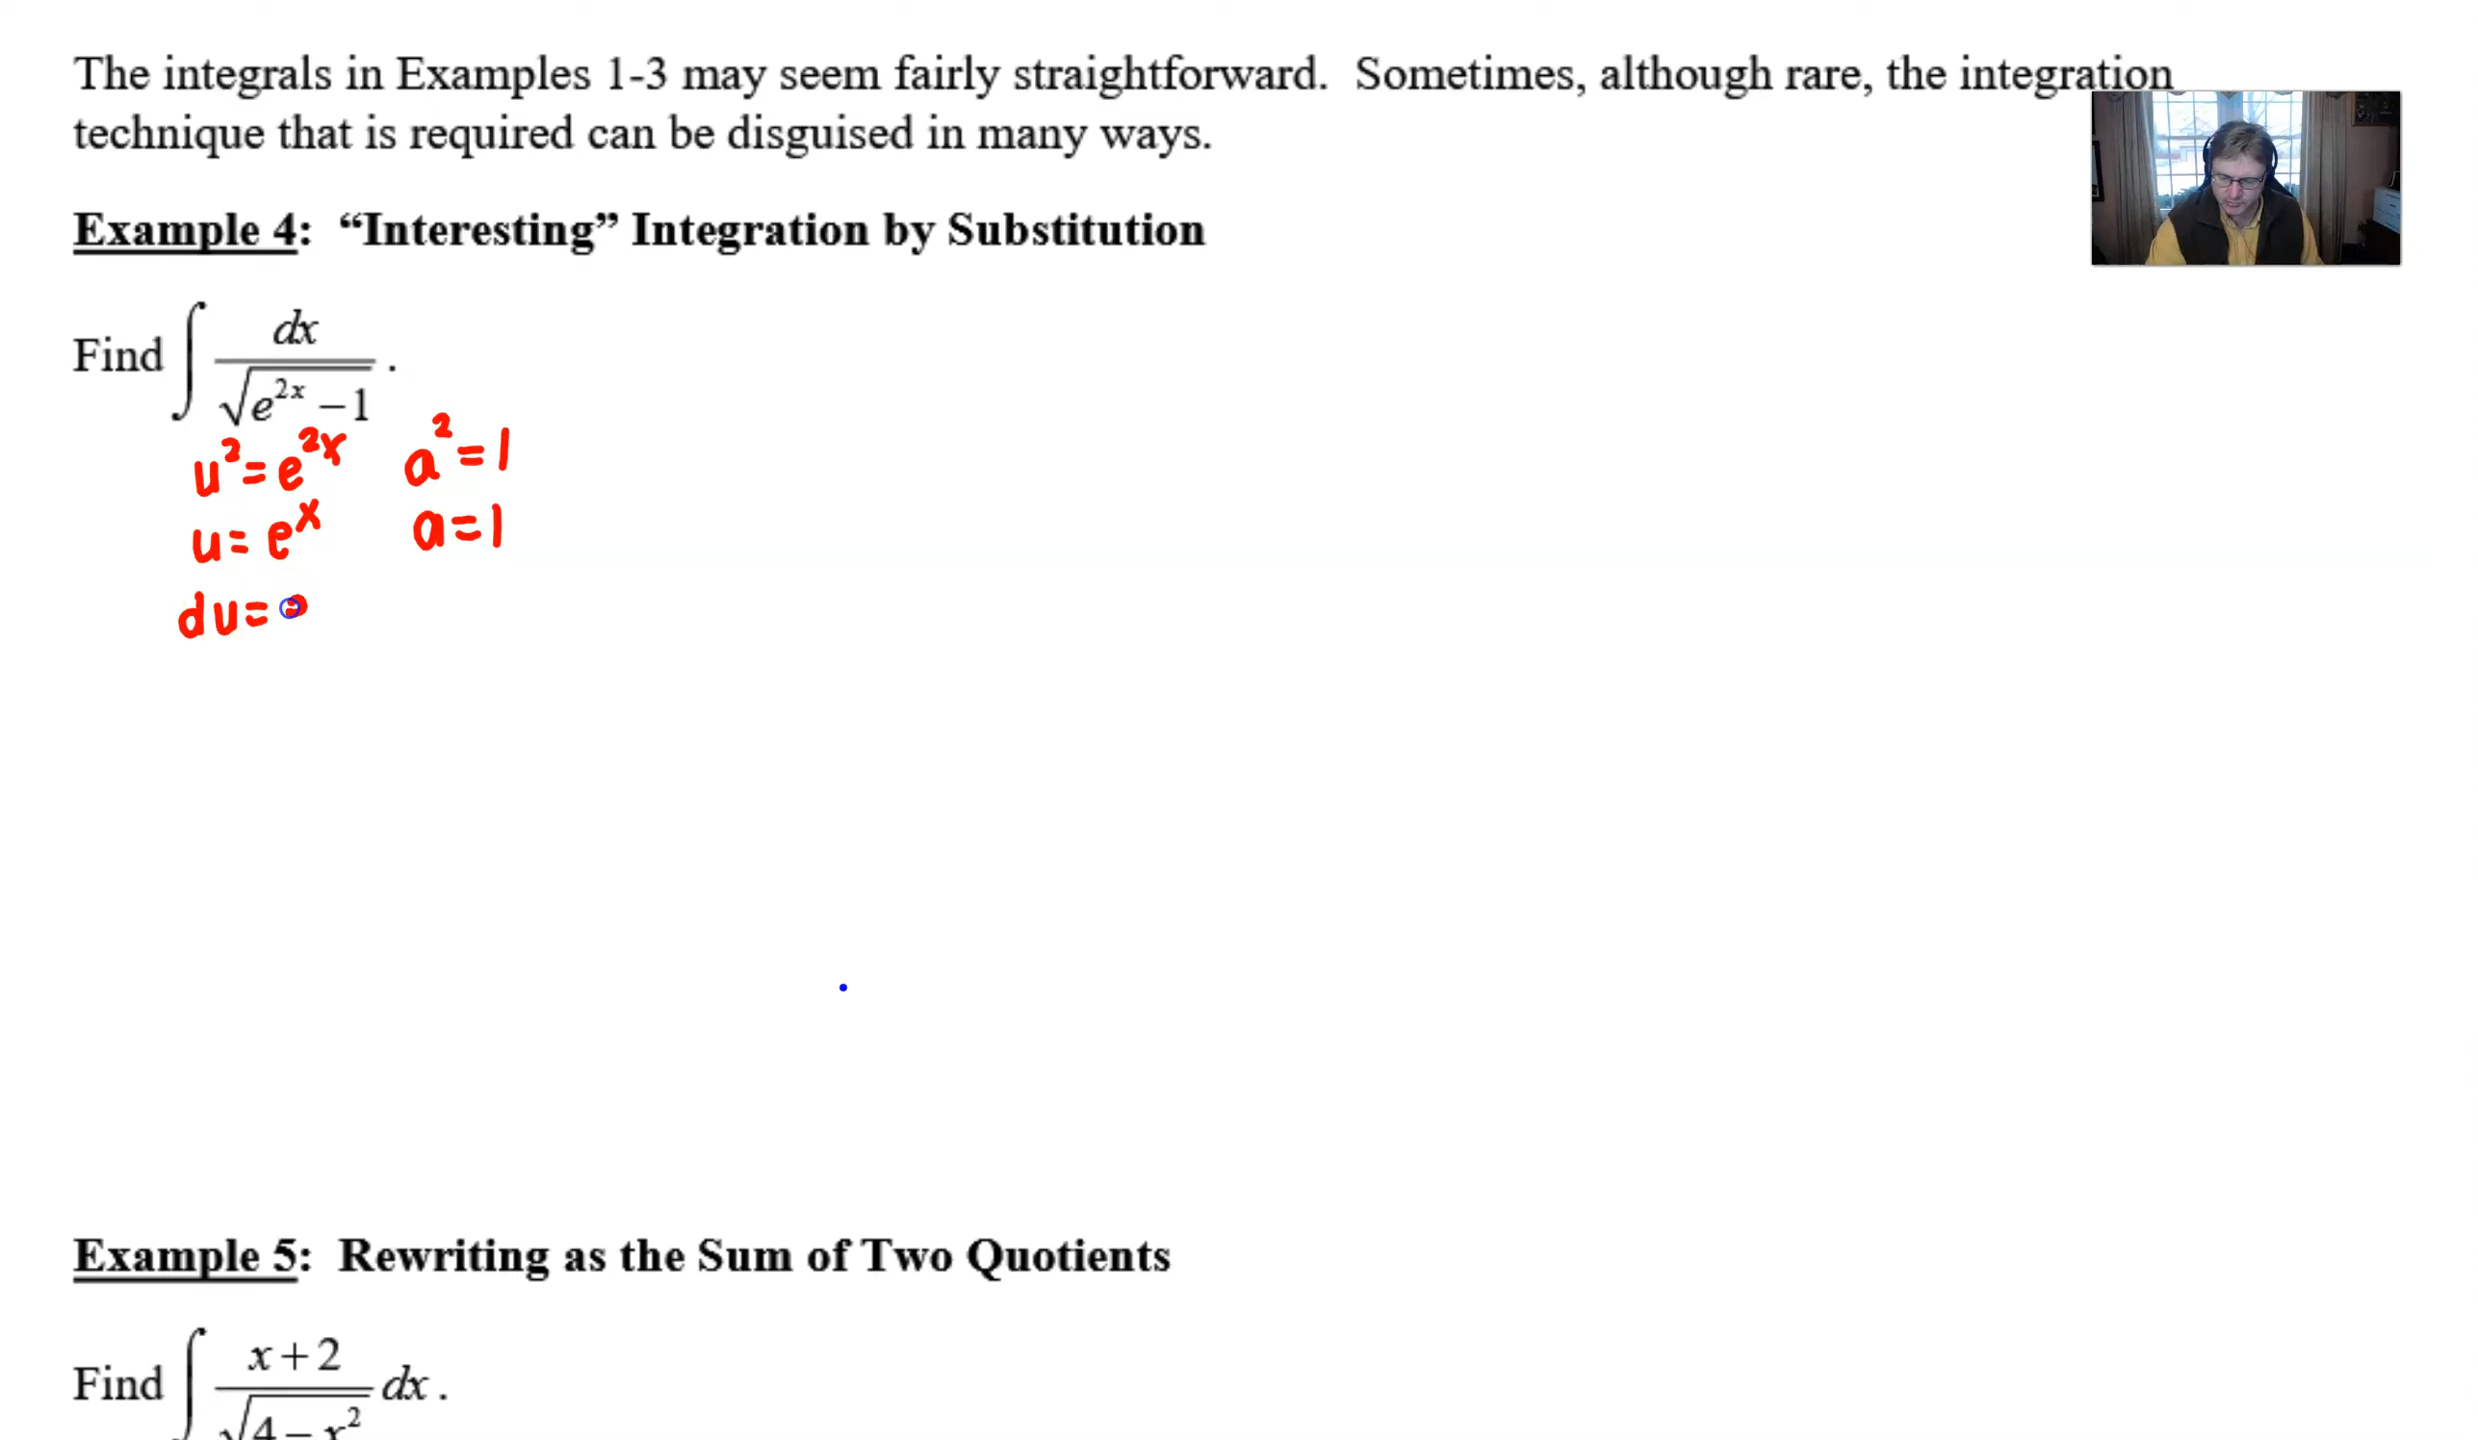 The integrals in Examples 1-3 may seem fairly straightforward. Sometimes, although rare, the integration
technique that is required can be disguised in many ways.
Example 4: “Interesting” Integration by Substitution
Find ∫ dx / √(e^(2x) − 1) .
u² = e^(2x)   a² = 1
u = e^x   a = 1
du =
Example 5: Rewriting as the Sum of Two Quotients
Find ∫ (x + 2) / √(4 − x²) dx .